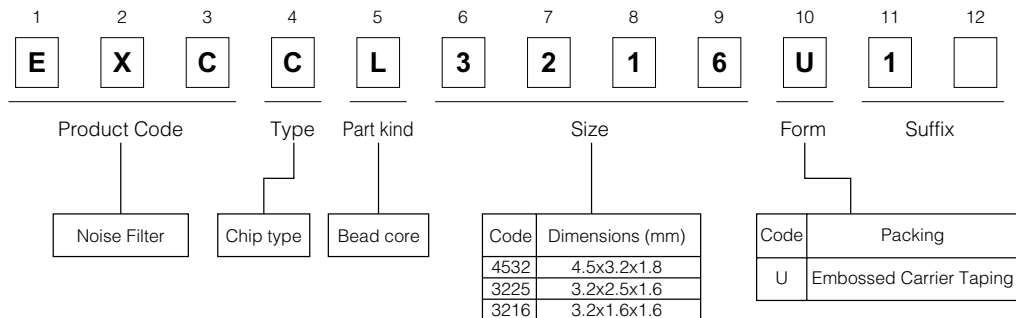 1 2 3 4 5 6 7 8 9 10 11 12
E X C C L 3 2 1 6 U 1
Product Code Type Part kind Size Form Suffix
Noise Filter Chip type Bead core
Code Dimensions (mm)
4532 4.5x3.2x1.8
3225 3.2x2.5x1.6
3216 3.2x1.6x1.6
Code Packing
U Embossed Carrier Taping